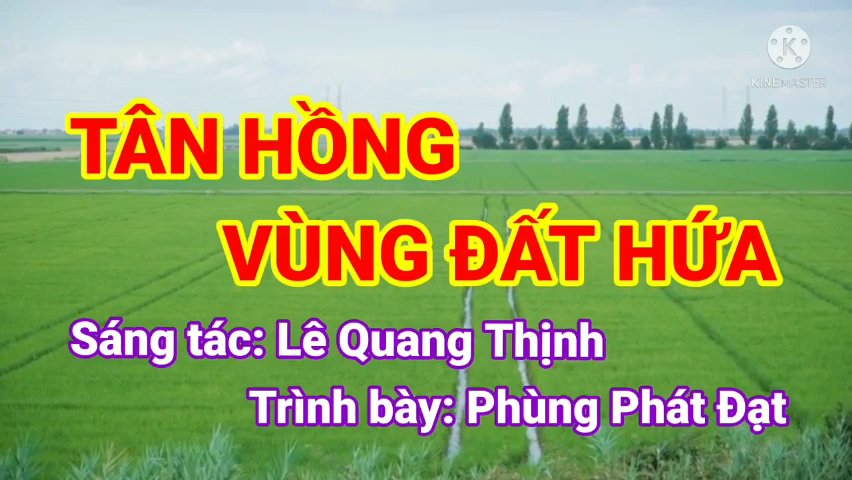 KINEMASTER
TÂN HỒNG
VÙNG ĐẤT HỨA
Sáng tác: Lê Quang Thịnh
Trình bày: Phùng Phát Đạt